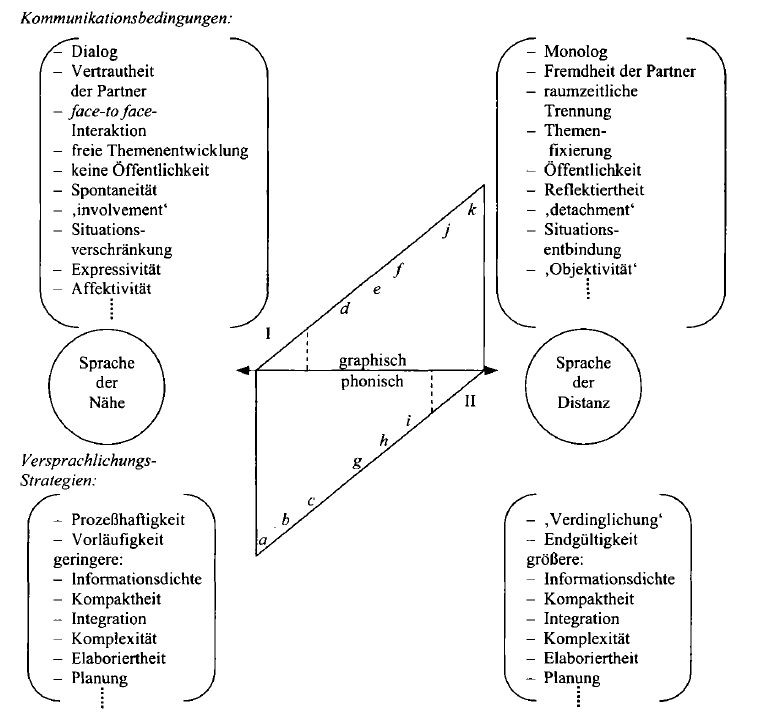 Kommunikationsbedingungen:
– Dialog
– Vertrautheit
der Partner
– face-to face-
Interaktion
– freie Themenentwicklung
– keine Öffentlichkeit
– Spontaneität
– ‚involvement‘
– Situations-
verschränkung
– Expressivität
– Affektivität
– Monolog
– Fremdheit der Partner
– raumzeitliche
Trennung
– Themen-
fixierung
– Öffentlichkeit
– Reflektiertheit
– ‚detachment‘
– Situations-
entbindung
– ‚Objektivität‘
k
j
f
e
d
I
graphisch
phonisch
II
i
h
g
c
b
a
Sprache
der
Nähe
Sprache
der
Distanz
Versprachlichungs-
Strategien:
– Prozeßhaftigkeit
– Vorläufigkeit
geringere:
– Informationsdichte
– Kompaktheit
– Integration
– Komplexität
– Elaboriertheit
– Planung
– ‚Verdinglichung‘
– Endgültigkeit
größere:
– Informationsdichte
– Kompaktheit
– Integration
– Komplexität
– Elaboriertheit
– Planung